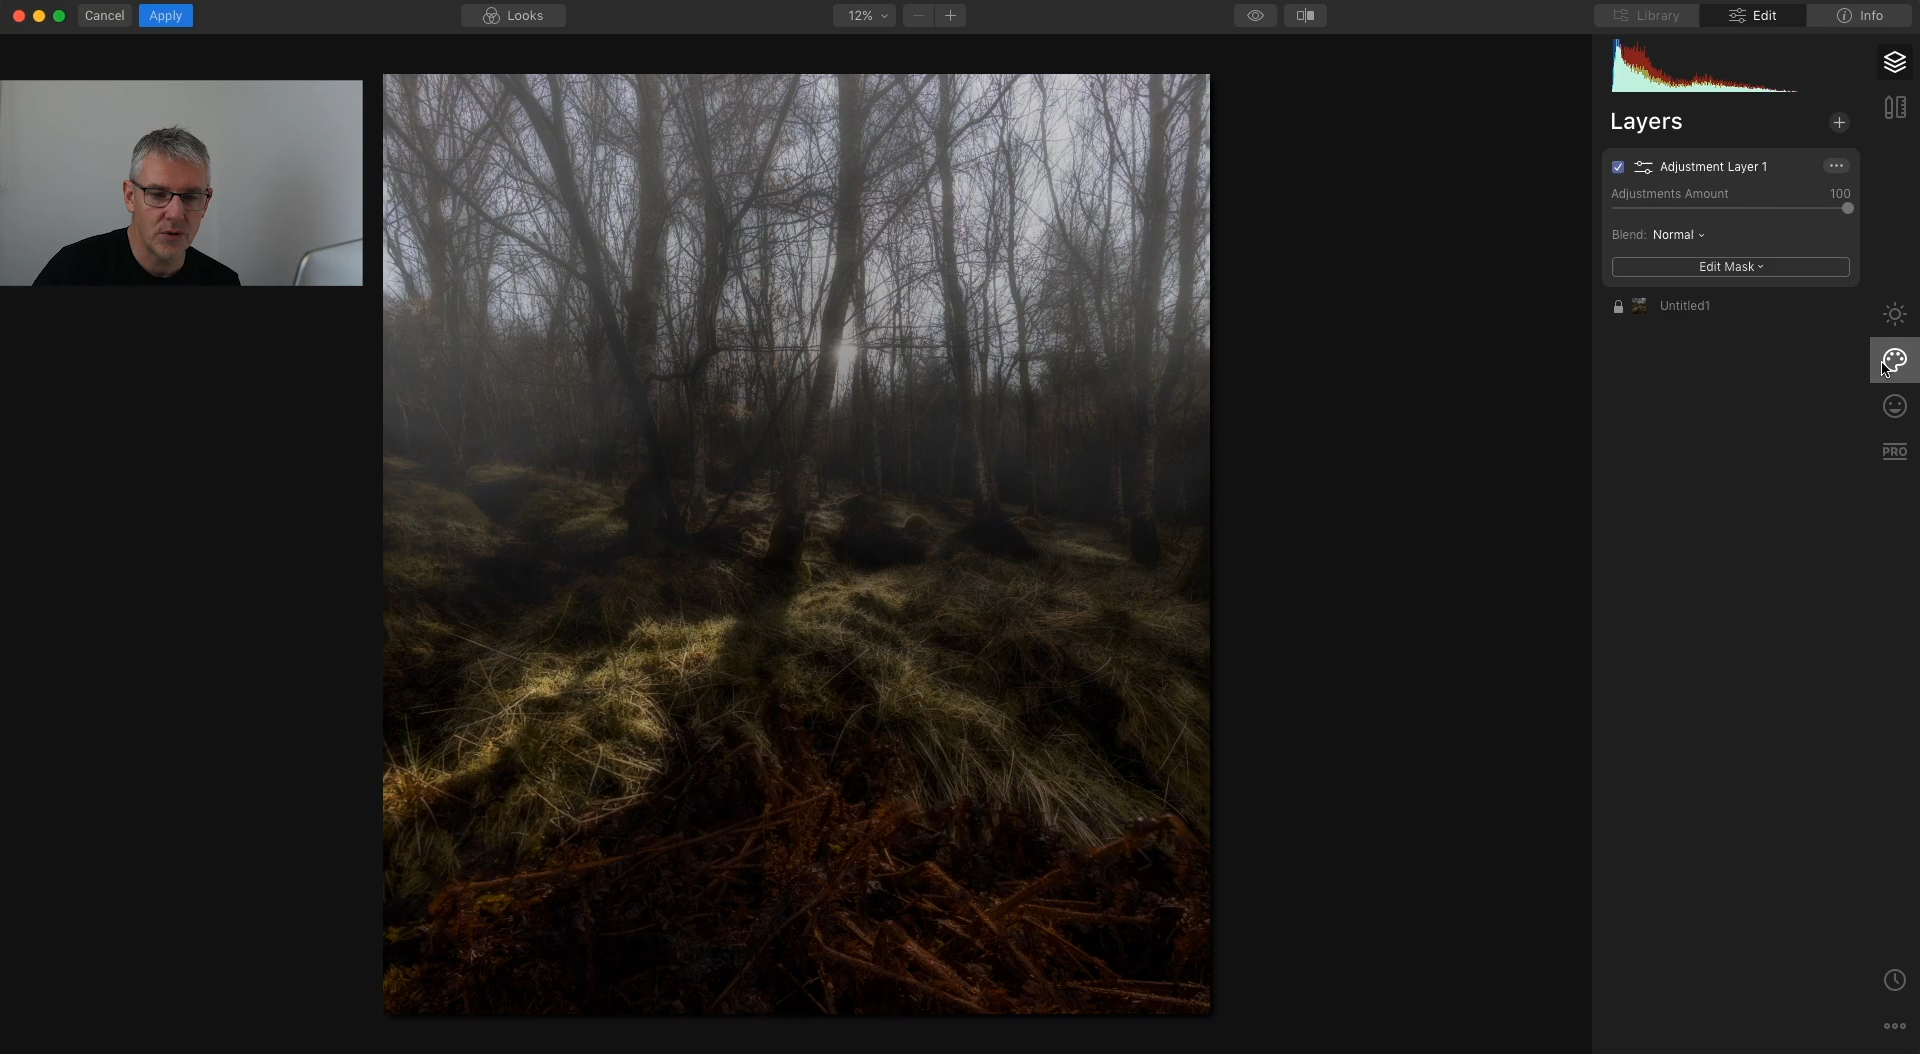 Cancel
Apply
Looks
12%
Library
Edit
Info
Layers
Adjustment Layer 1
Adjustments Amount
100
Blend: Normal
Edit Mask
Untitled1
PRO